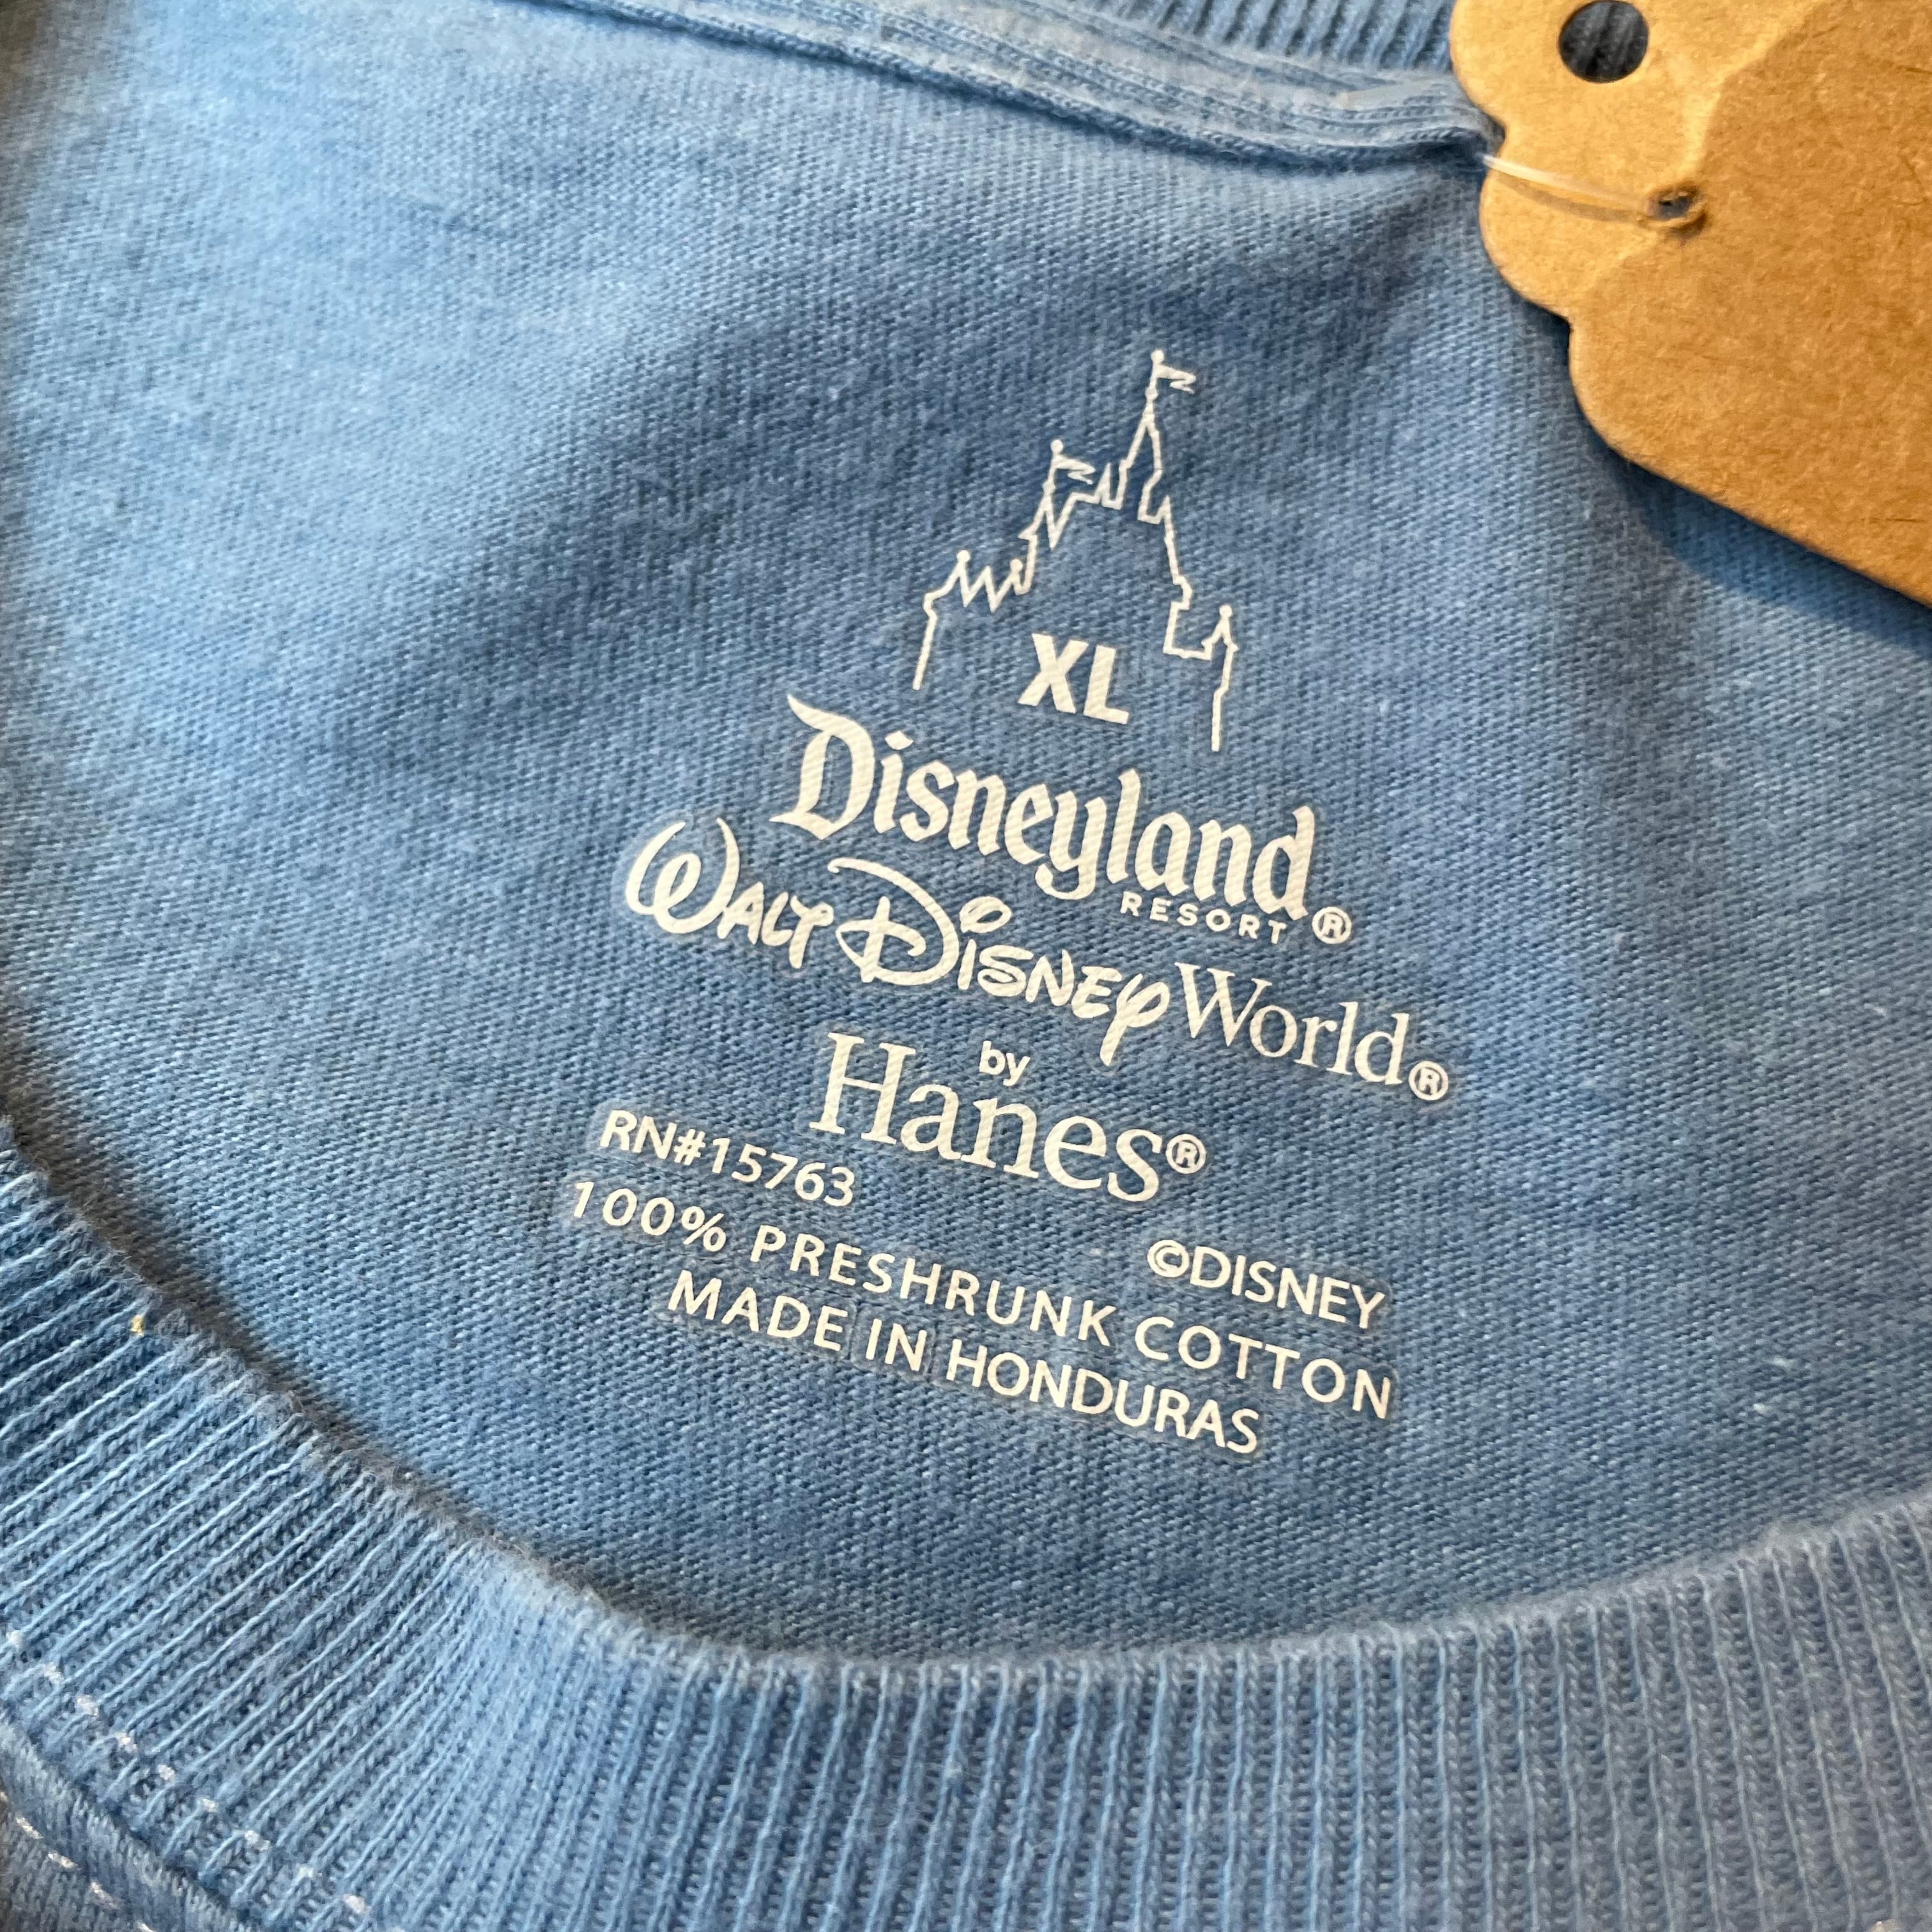 XL
Disneyland
RESORT®
WALT DISNEY World®
by
Hanes®
RN#15763 ©DISNEY
100% PRESHRUNK COTTON
MADE IN HONDURAS